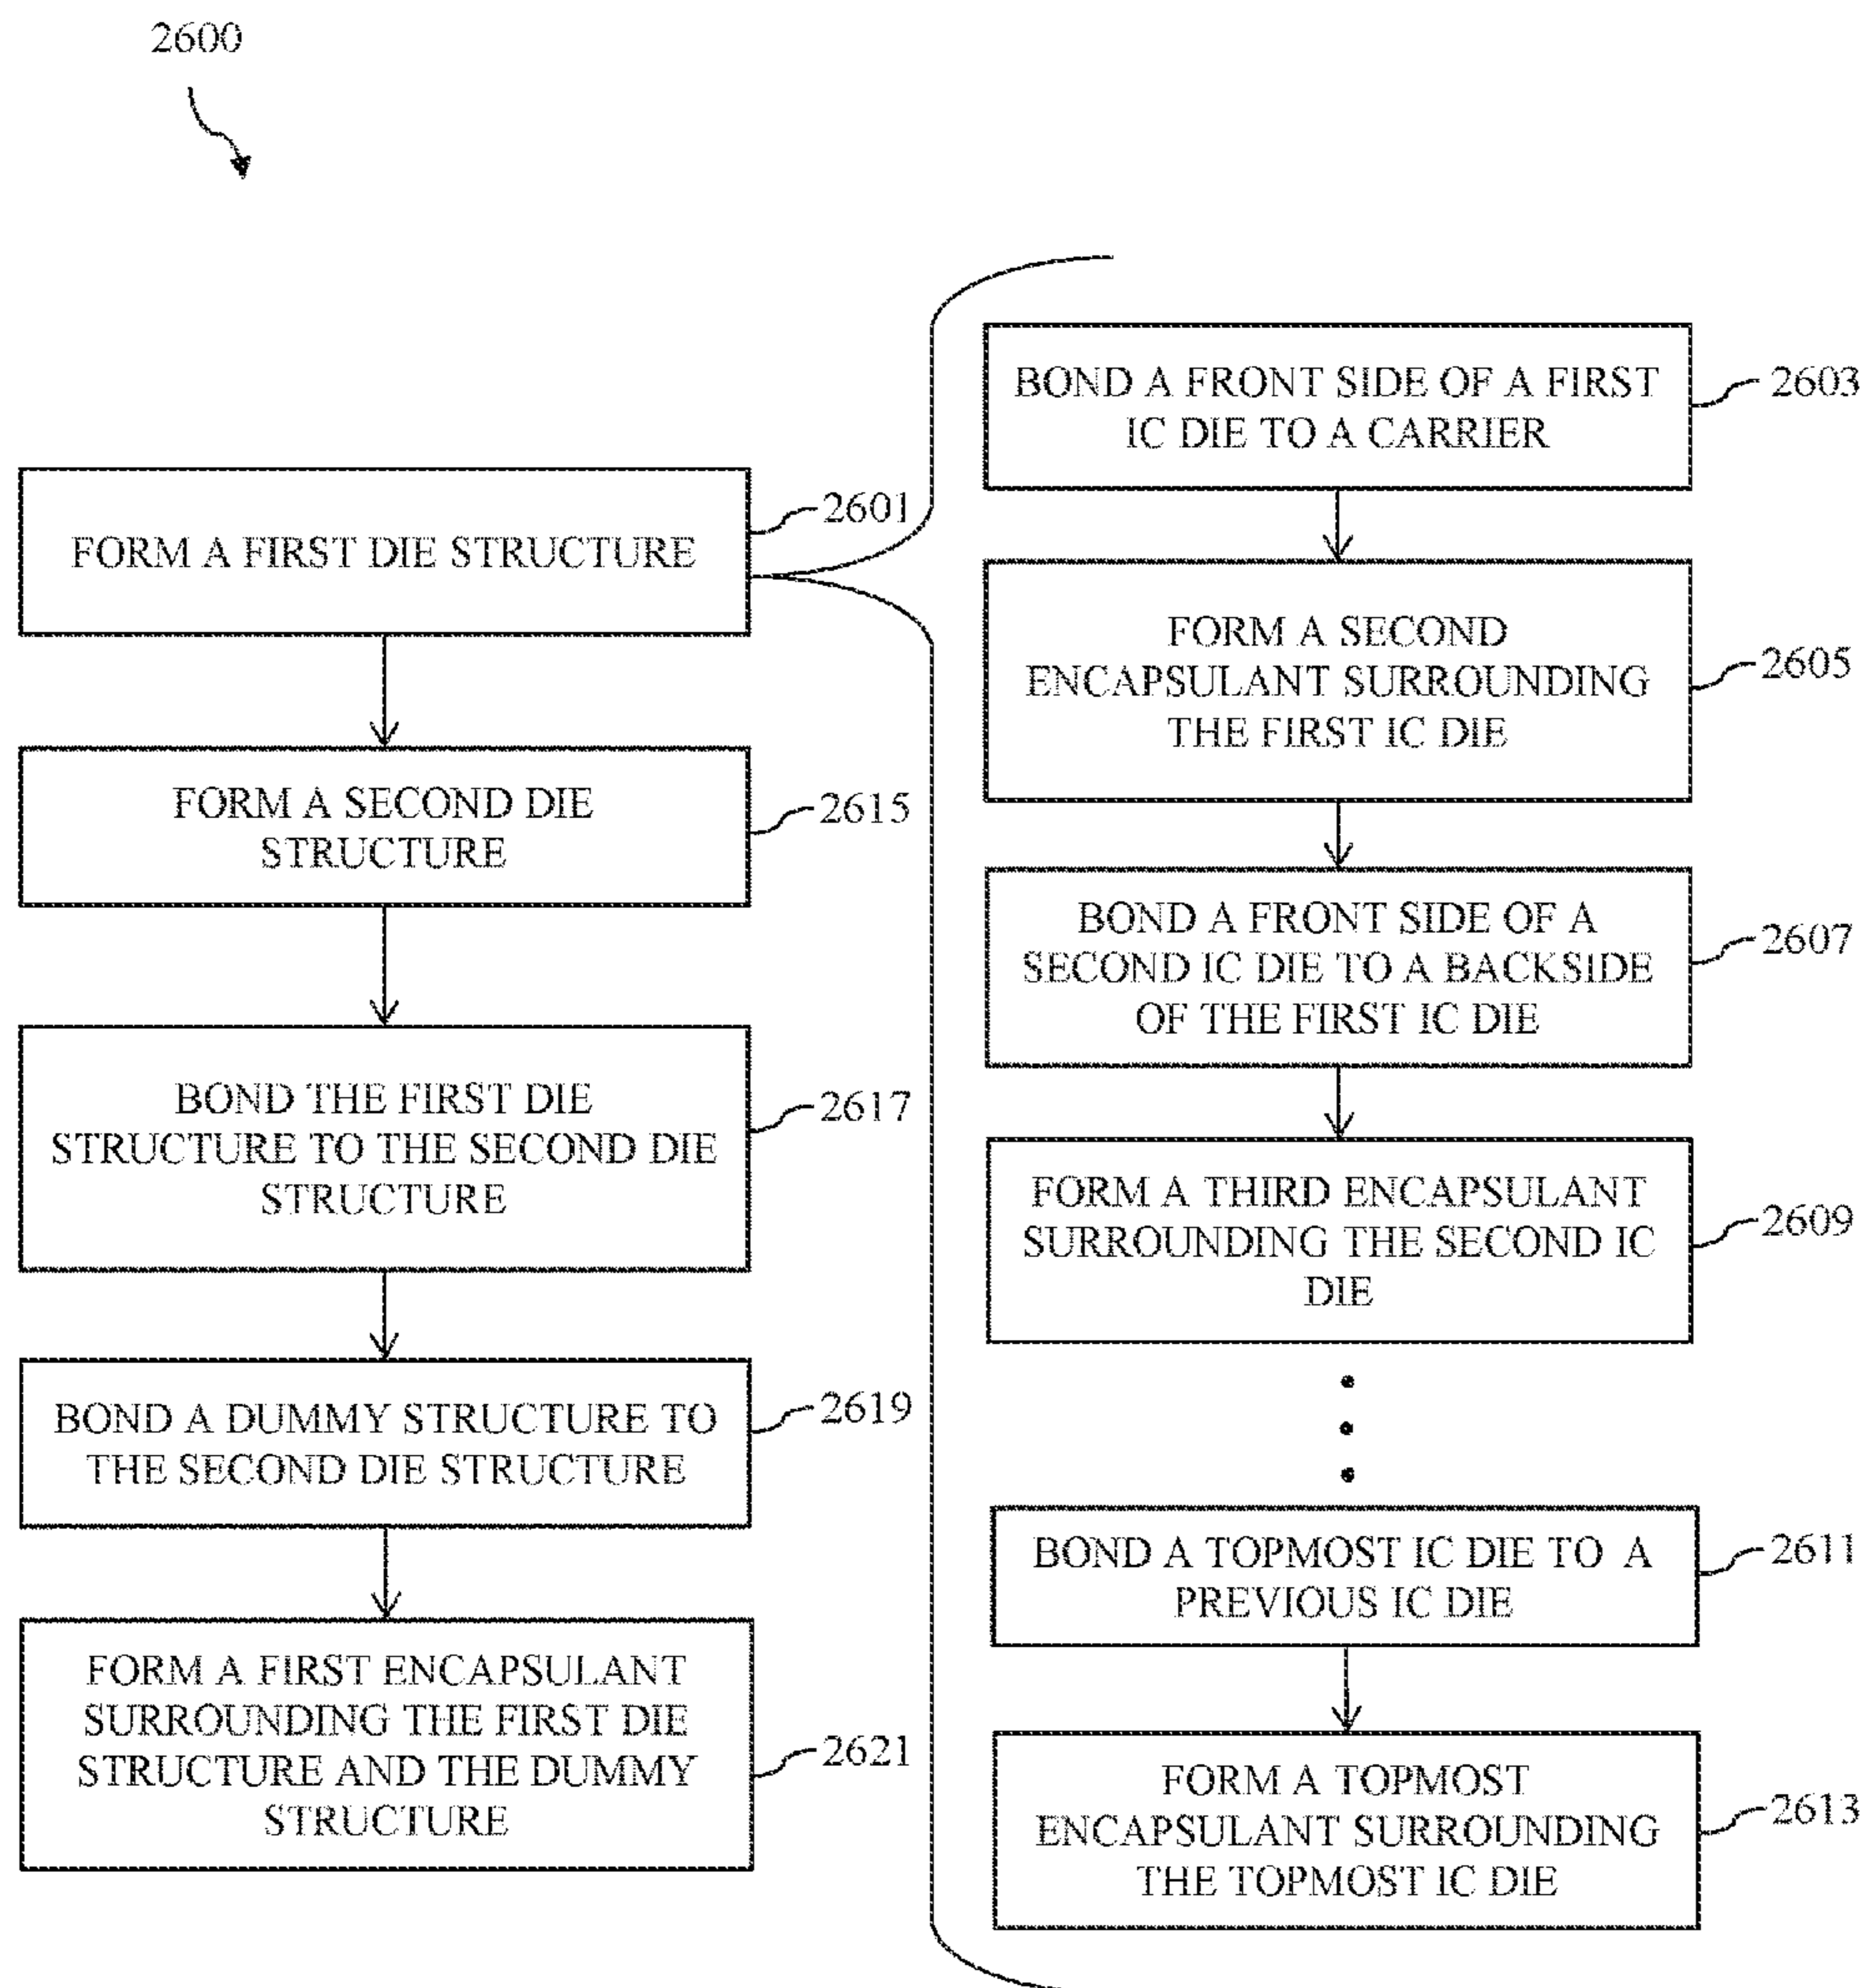 2600
FORM A FIRST DIE STRUCTURE
2601
BOND A FRONT SIDE OF A FIRST
IC DIE TO A CARRIER
2603
FORM A SECOND
ENCAPSULANT SURROUNDING
THE FIRST IC DIE
2605
BOND A FRONT SIDE OF A
SECOND IC DIE TO A BACKSIDE
OF THE FIRST IC DIE
2607
FORM A THIRD ENCAPSULANT
SURROUNDING THE SECOND IC
DIE
2609
BOND A TOPMOST IC DIE TO A
PREVIOUS IC DIE
2611
FORM A TOPMOST
ENCAPSULANT SURROUNDING
THE TOPMOST IC DIE
2613
FORM A SECOND DIE
STRUCTURE
2615
BOND THE FIRST DIE
STRUCTURE TO THE SECOND DIE
STRUCTURE
2617
BOND A DUMMY STRUCTURE TO
THE SECOND DIE STRUCTURE
2619
FORM A FIRST ENCAPSULANT
SURROUNDING THE FIRST DIE
STRUCTURE AND THE DUMMY
STRUCTURE
2621